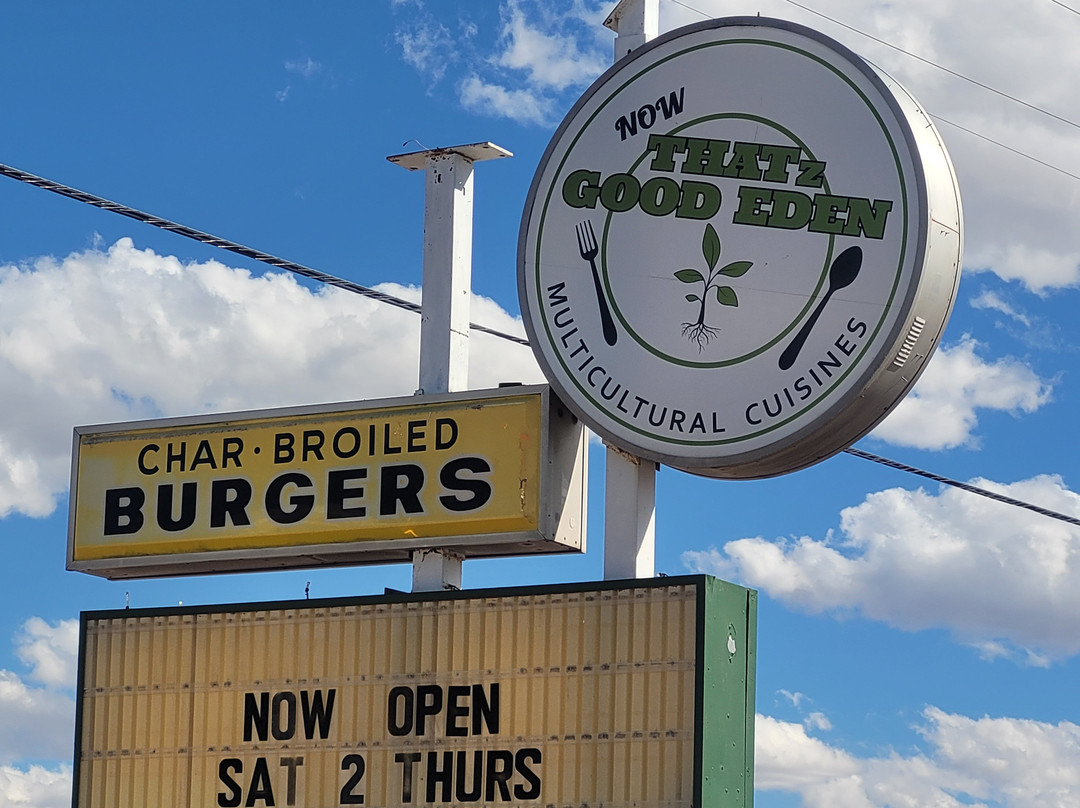 NOW
THATz
GOOD EDEN
MULTICULTURAL CUISINES
CHAR·BROILED
BURGERS
NOW OPEN
SAT 2 THURS